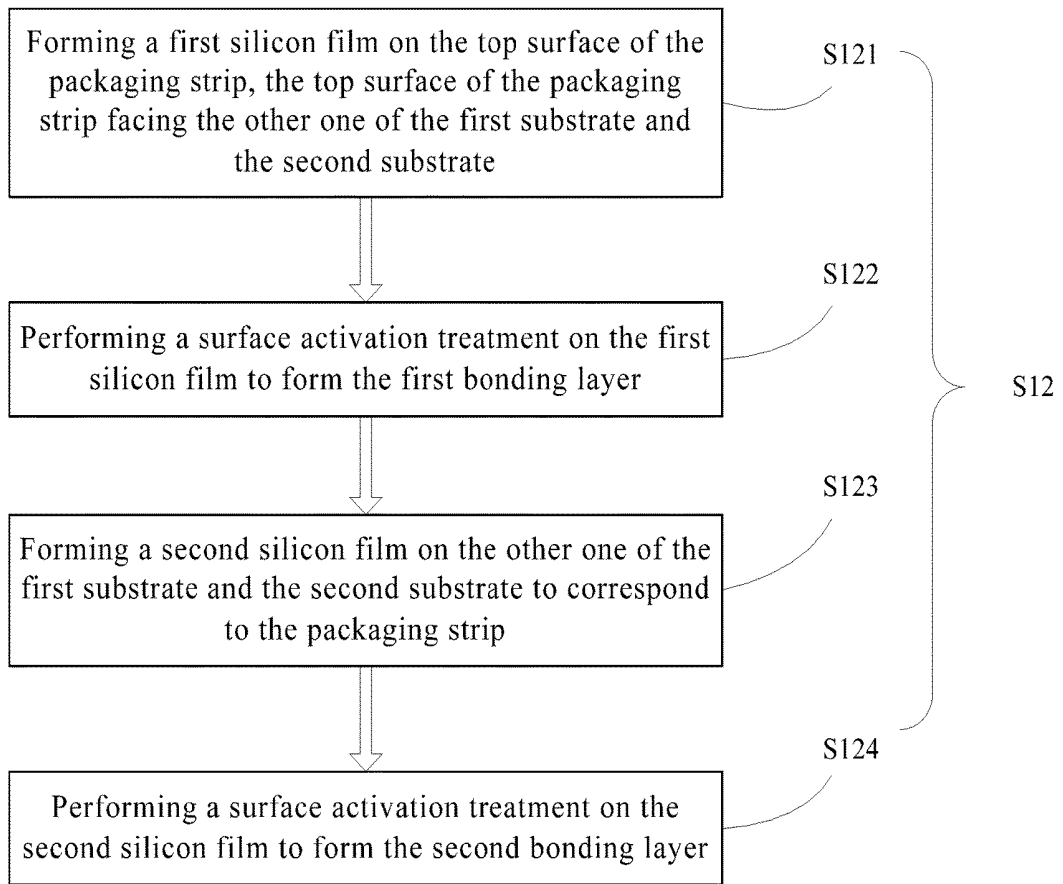 Forming a first silicon film on the top surface of the
packaging strip, the top surface of the packaging
strip facing the other one of the first substrate and
the second substrate
S121
Performing a surface activation treatment on the first
silicon film to form the first bonding layer
S122
S12
Forming a second silicon film on the other one of the
first substrate and the second substrate to correspond
to the packaging strip
S123
Performing a surface activation treatment on the
second silicon film to form the second bonding layer
S124